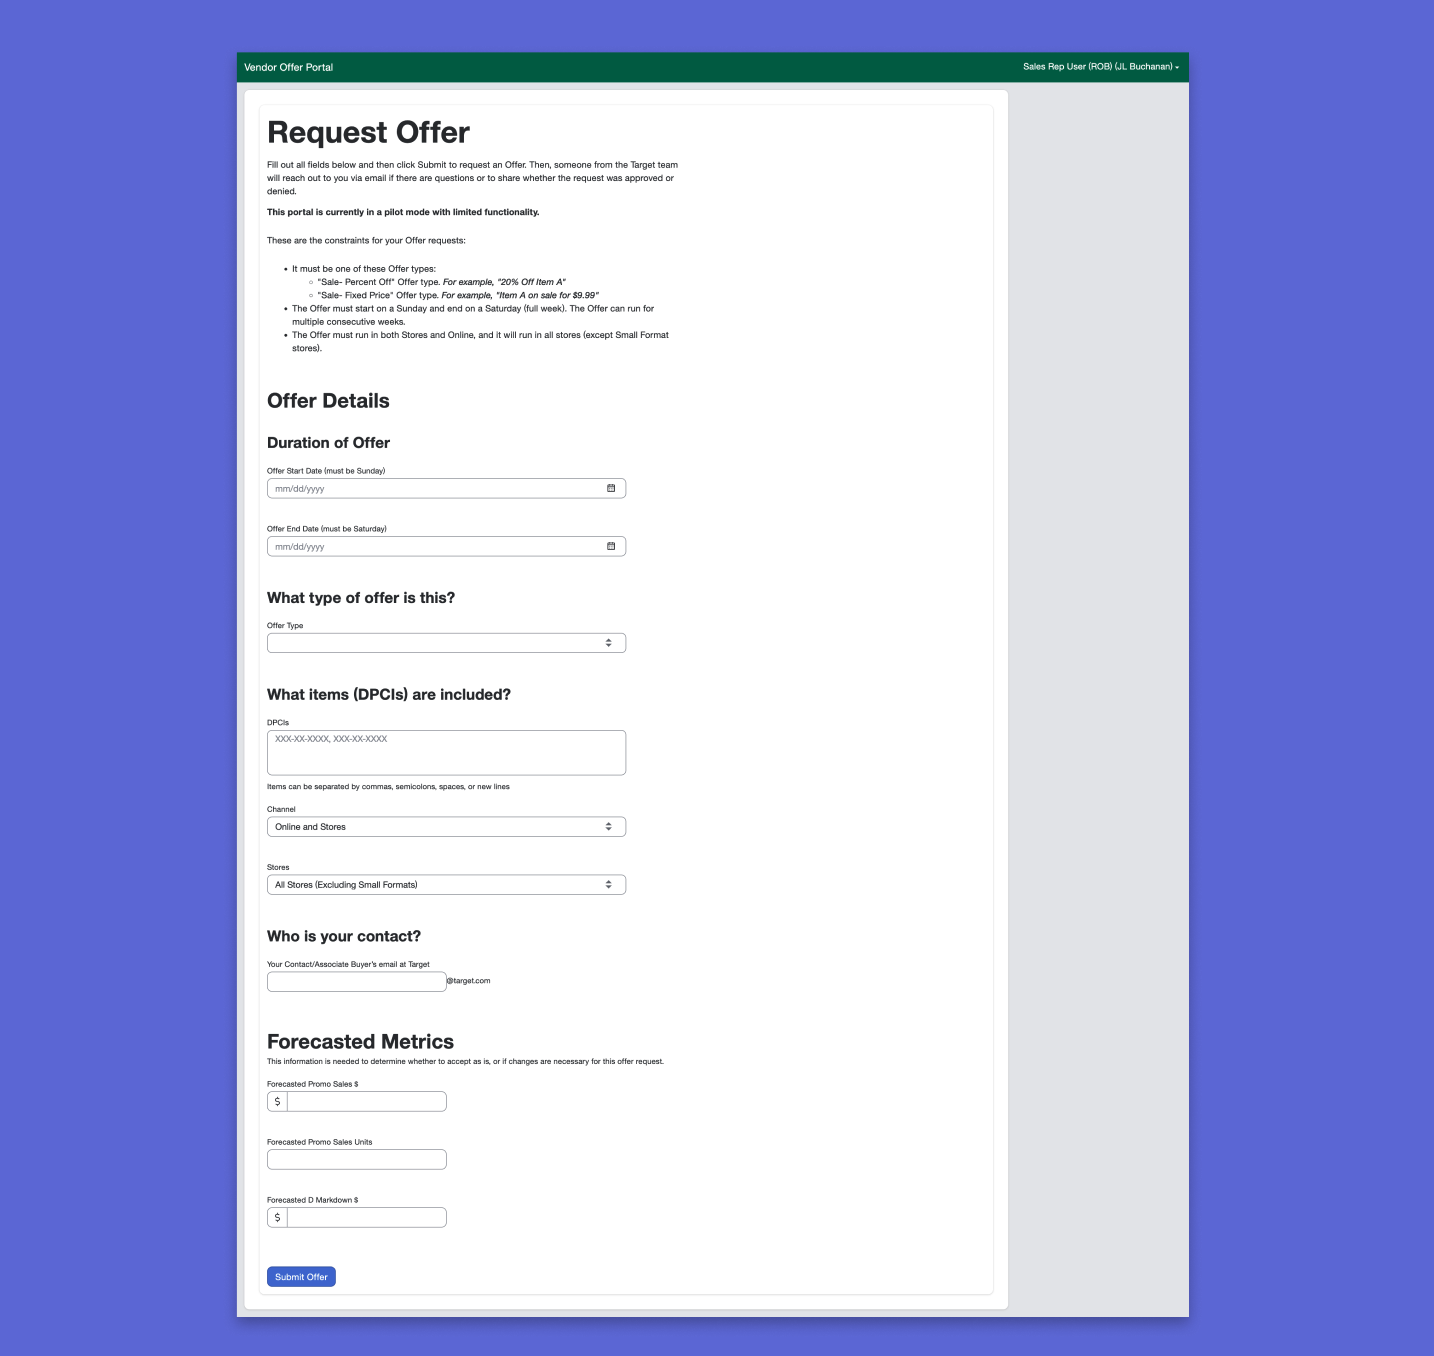 Vendor Offer Portal
Sales Rep User (ROB) (JL Buchanan)
Request Offer
Fill out all fields below and then click Submit to request an Offer. Then, someone from the Target team
will reach out to you via email if there are questions or to share whether the request was approved or
denied.
This portal is currently in a pilot mode with limited functionality.
These are the constraints for your Offer requests:
• It must be one of these Offer types:
◦ "Sale- Percent Off" Offer type. For example, "20% Off Item A"
◦ "Sale- Fixed Price" Offer type. For example, "Item A on sale for $9.99"
• The Offer must start on a Sunday and end on a Saturday (full week). The Offer can run for
multiple consecutive weeks.
• The Offer must run in both Stores and Online, and it will run in all stores (except Small Format
stores).
Offer Details
Duration of Offer
Offer Start Date (must be Sunday)
mm/dd/yyyy
Offer End Date (must be Saturday)
mm/dd/yyyy
What type of offer is this?
Offer Type
What items (DPCIs) are included?
DPCIs
XXX-XX-XXXX, XXX-XX-XXXX
Items can be separated by commas, semicolons, spaces, or new lines
Channel
Online and Stores
Stores
All Stores (Excluding Small Formats)
Who is your contact?
Your Contact/Associate Buyer's email at Target
@target.com
Forecasted Metrics
This information is needed to determine whether to accept as is, or if changes are necessary for this offer request.
Forecasted Promo Sales $
$
Forecasted Promo Sales Units
Forecasted D Markdown $
$
Submit Offer